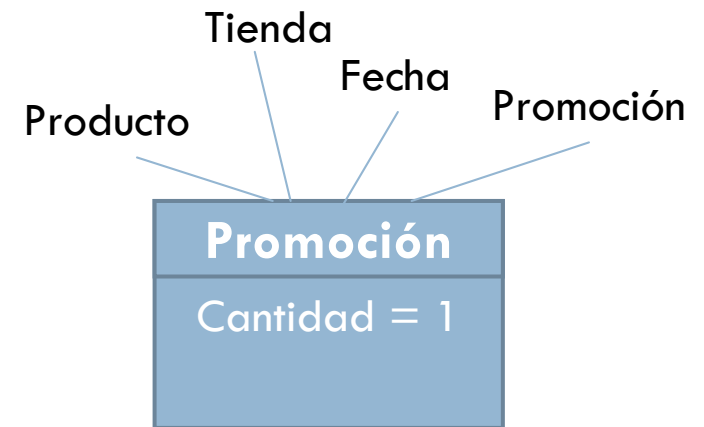 Tienda
Fecha
Promoción
Producto
Promoción
Cantidad = 1